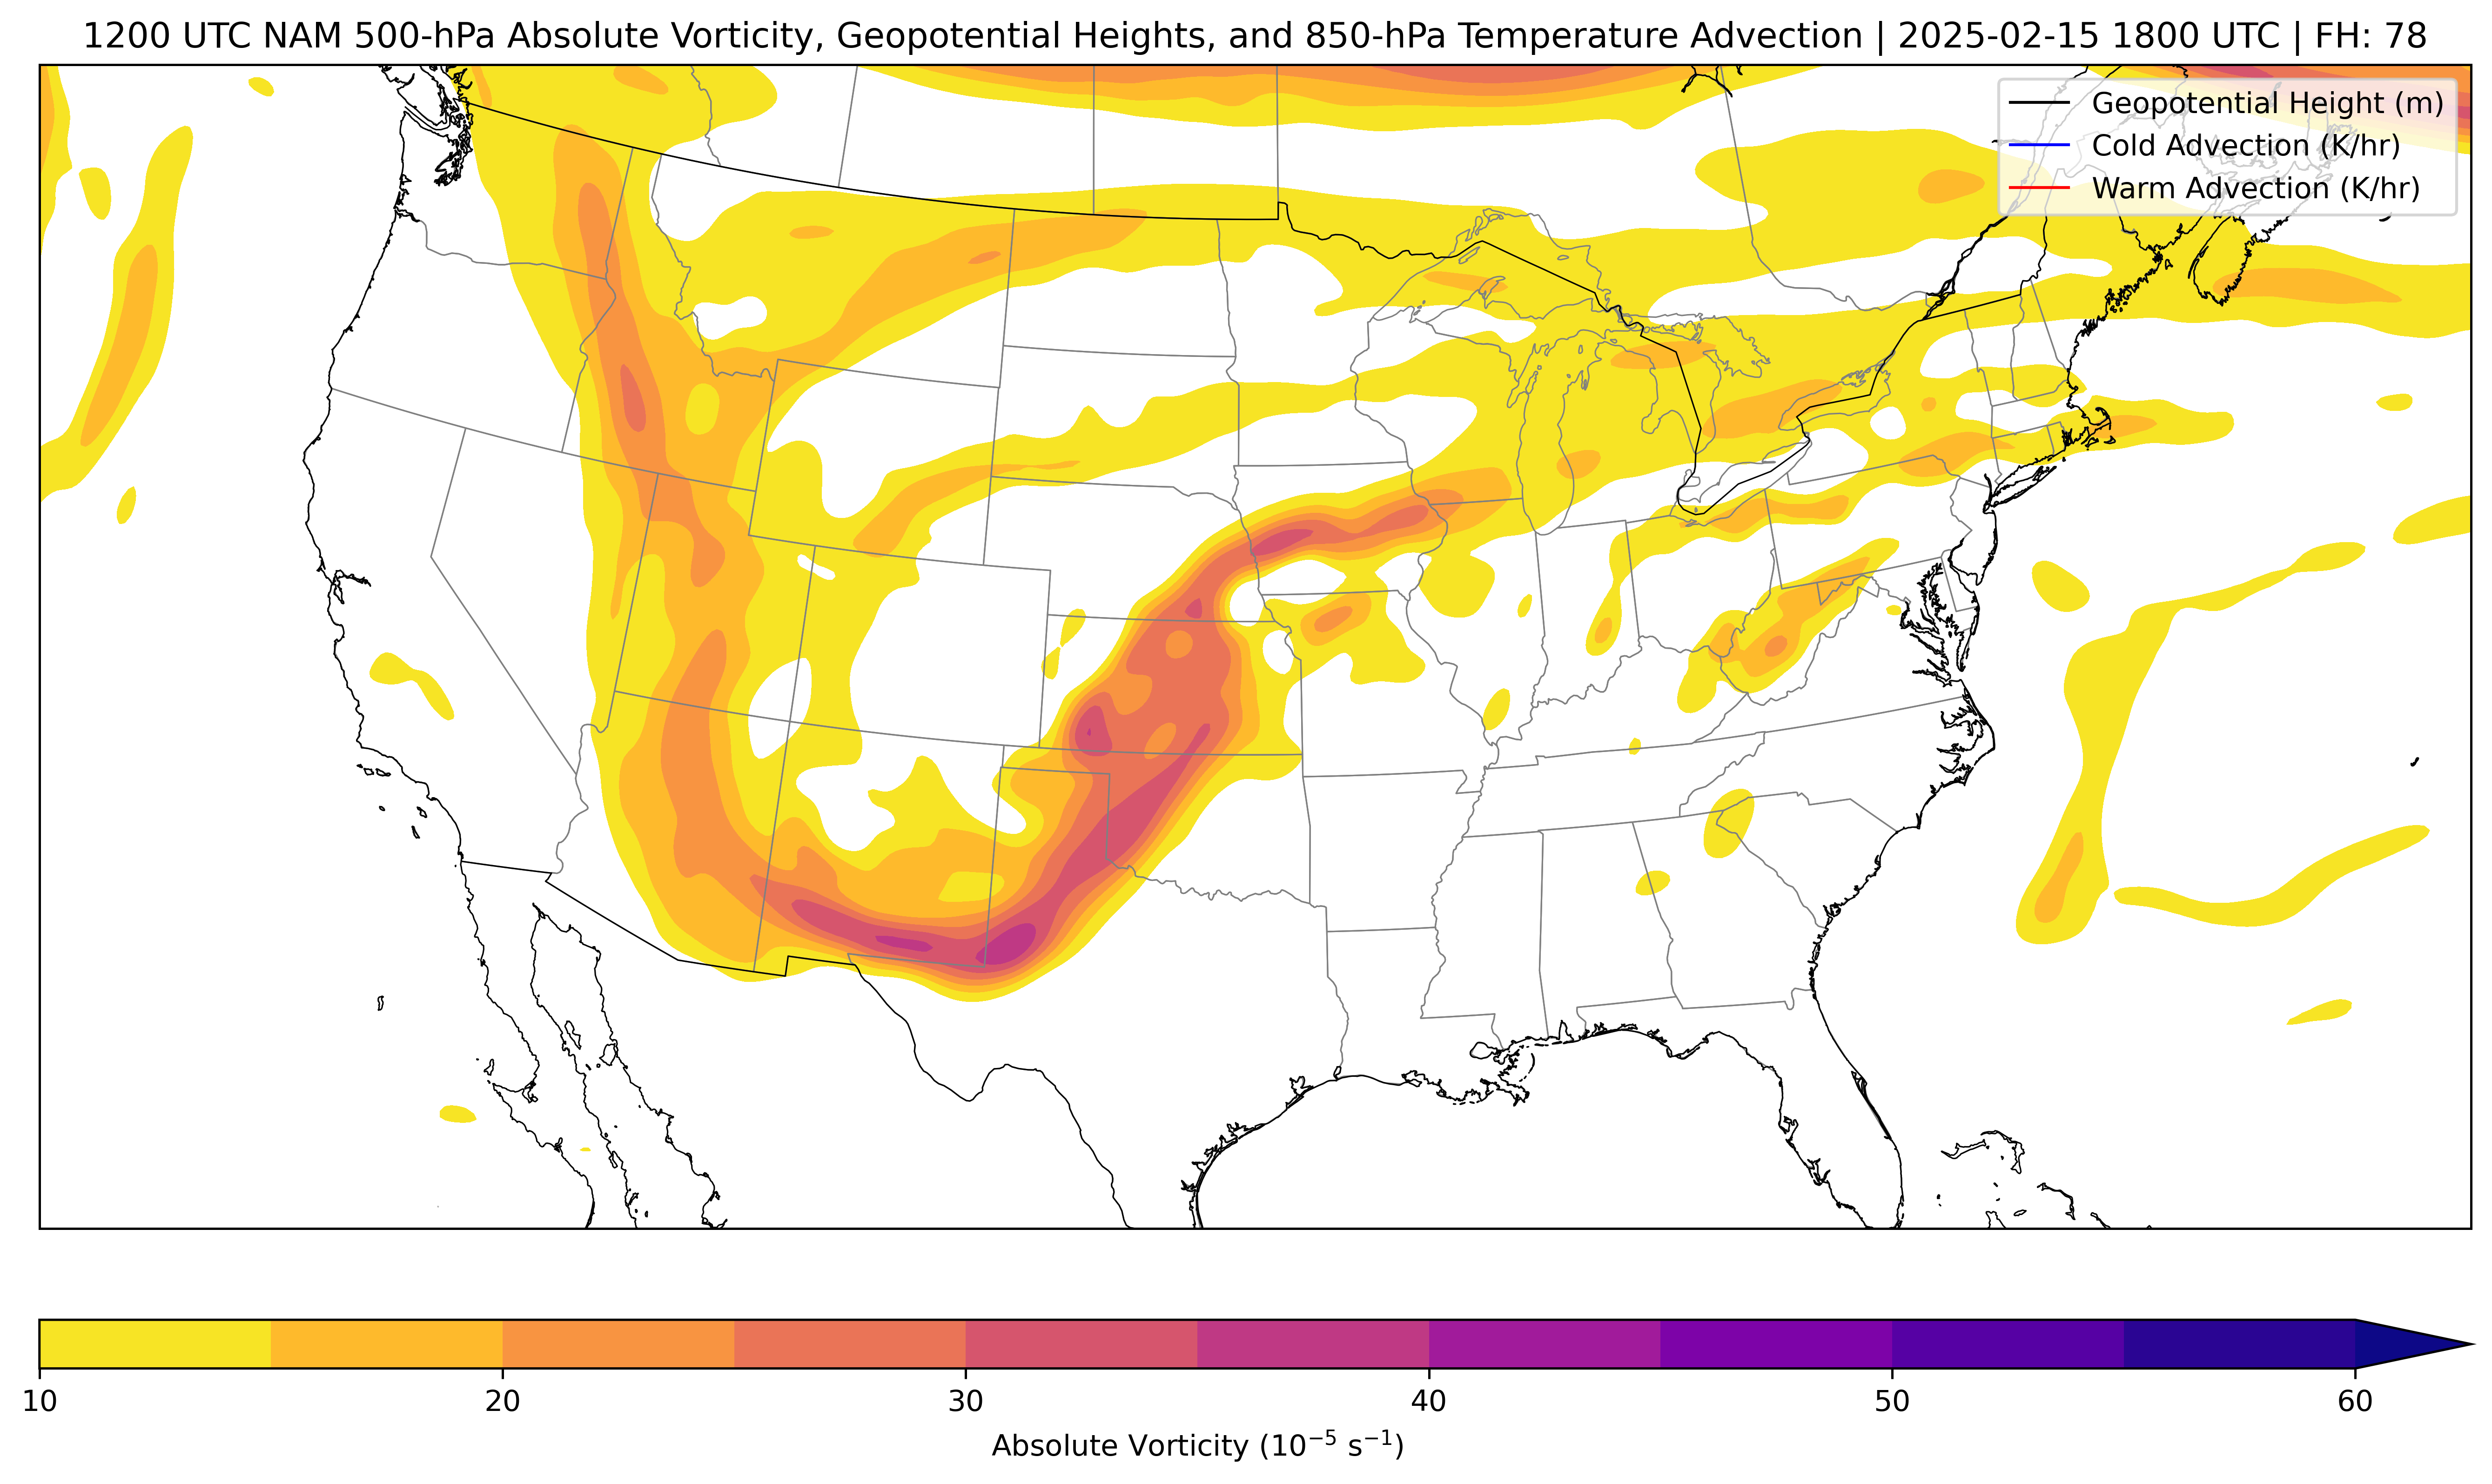 1200 UTC NAM 500-hPa Absolute Vorticity, Geopotential Heights, and 850-hPa Temperature Advection | 2025-02-15 1800 UTC | FH: 78
Geopotential Height (m)
Cold Advection (K/hr)
Warm Advection (K/hr)
10 20 30 40 50 60
Absolute Vorticity (10⁻⁵ s⁻¹)